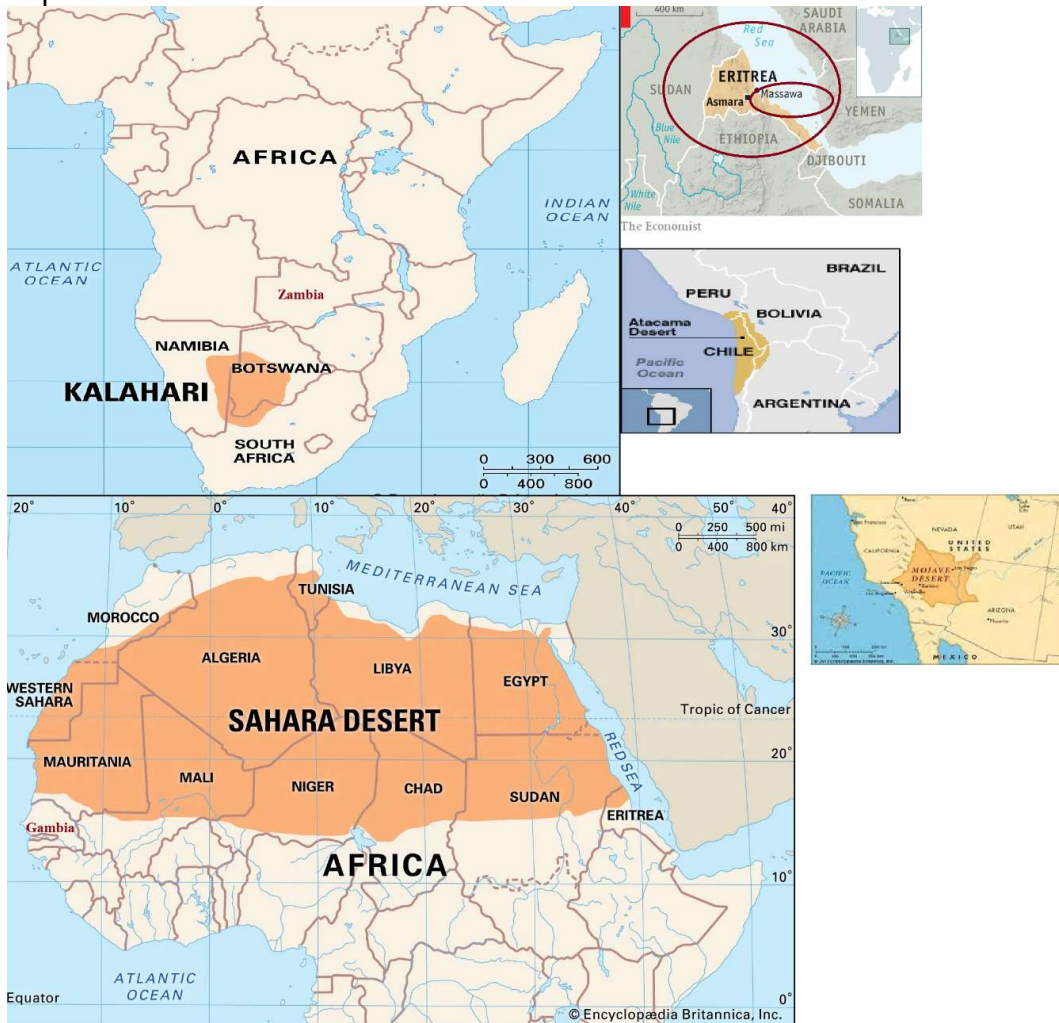 AFRICA
INDIAN
OCEAN
ATLANTIC
OCEAN
Zambia
NAMIBIA
BOTSWANA
KALAHARI
SOUTH
AFRICA
0 300 600
0 400 800
400 km
SAUDI
ARABIA
Red
Sea
ERITREA
SUDAN
Massawa
Asmara
YEMEN
Blue
Nile
ETHIOPIA
DJIBOUTI
White
Nile
SOMALIA
The Economist
BRAZIL
PERU
BOLIVIA
Atacama
Desert
CHILE
Pacific
Ocean
ARGENTINA
20° 10° 0° 10° 20° 30° 40° 40°
0 250 500 mi
0 400 800 km
MEDITERRANEAN SEA
TUNISIA
MOROCCO
30°
ALGERIA
LIBYA
EGYPT
WESTERN
SAHARA
SAHARA DESERT
Tropic of Cancer
RED SEA
20°
MAURITANIA
MALI
NIGER
CHAD
SUDAN
ERITREA
Gambia
AFRICA
10°
ATLANTIC
OCEAN
Equator
0°
© Encyclopædia Britannica, Inc.
NEVADA
UTAH
CALIFORNIA
UNITED
STATES
MOJAVE
DESERT
Las Vegas
PACIFIC
OCEAN
Los Angeles
ARIZONA
Phoenix
MEXICO